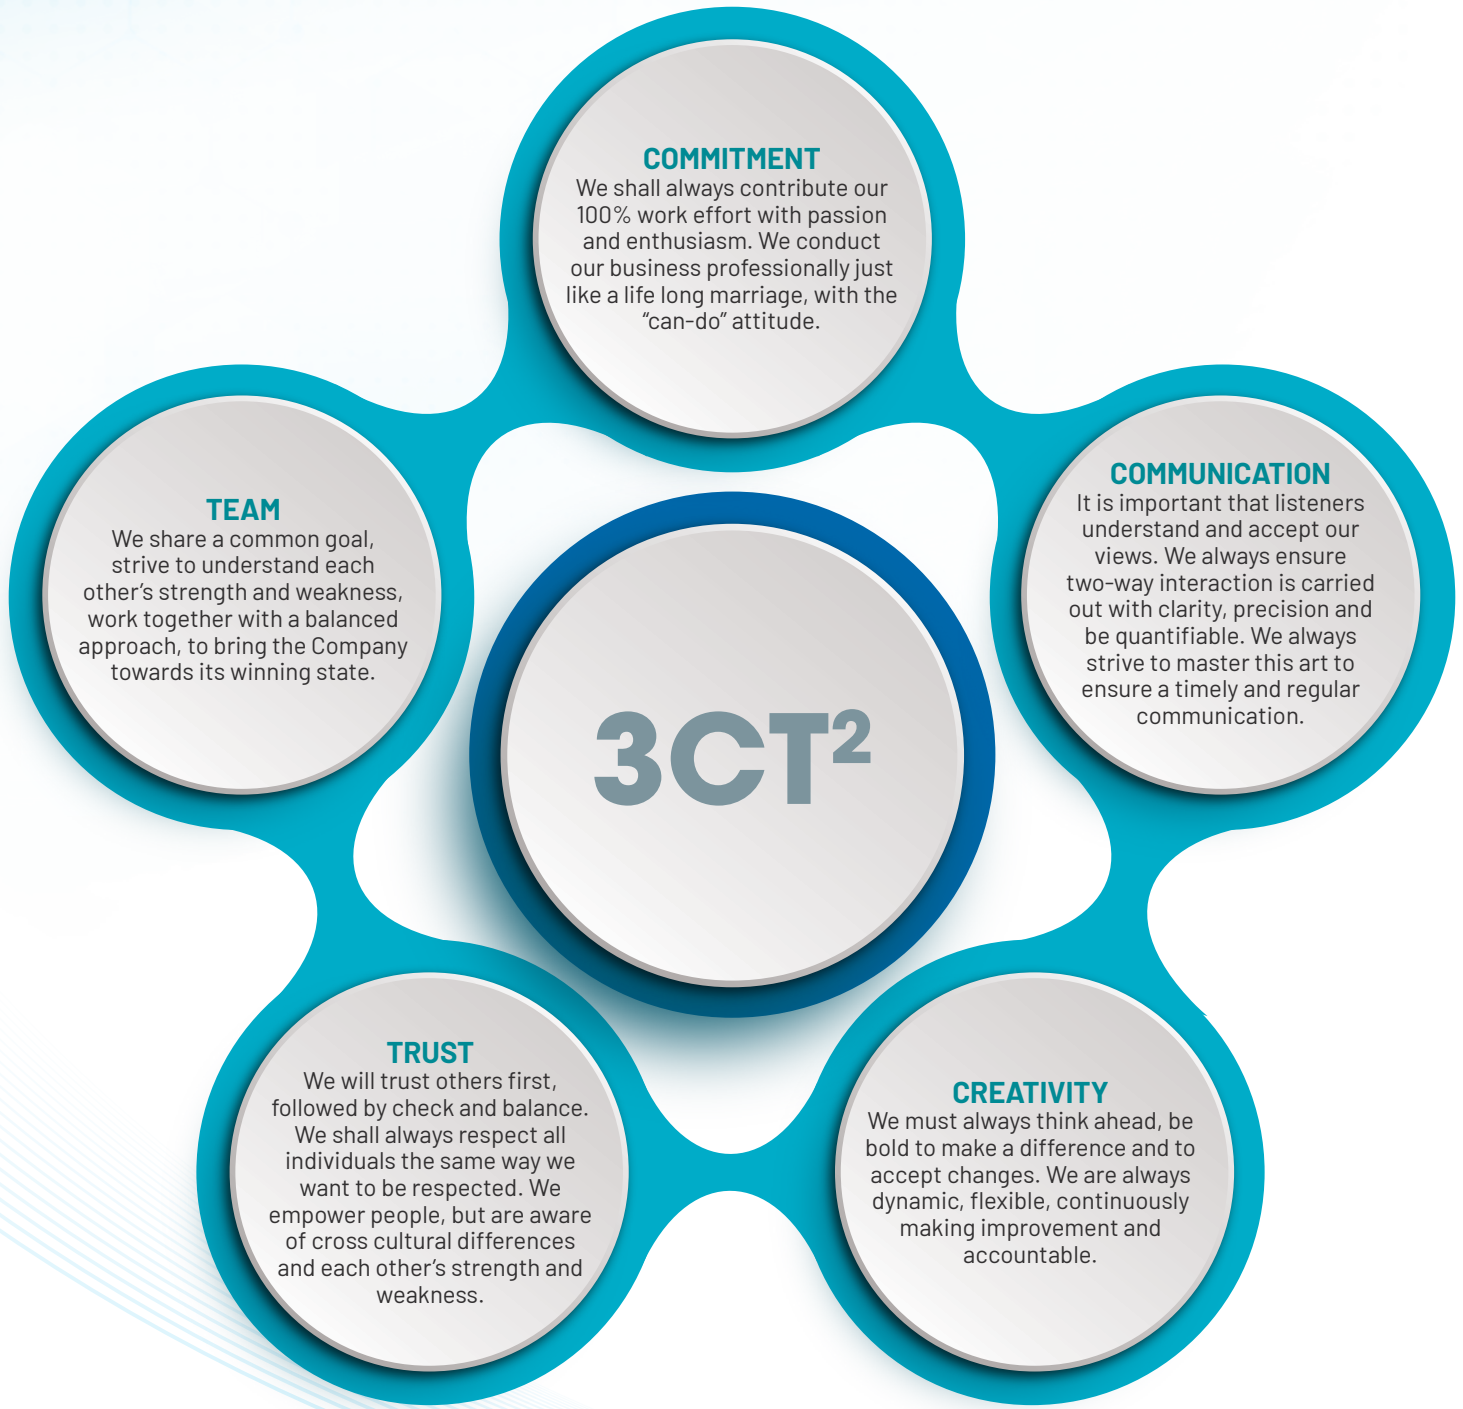 COMMITMENT
We shall always contribute our
100% work effort with passion
and enthusiasm. We conduct
our business professionally just
like a life long marriage, with the
“can-do” attitude.
TEAM
We share a common goal,
strive to understand each
other’s strength and weakness,
work together with a balanced
approach, to bring the Company
towards its winning state.
COMMUNICATION
It is important that listeners
understand and accept our
views. We always ensure
two-way interaction is carried
out with clarity, precision and
be quantifiable. We always
strive to master this art to
ensure a timely and regular
communication.
3CT²
TRUST
We will trust others first,
followed by check and balance.
We shall always respect all
individuals the same way we
want to be respected. We
empower people, but are aware
of cross cultural differences
and each other’s strength and
weakness.
CREATIVITY
We must always think ahead, be
bold to make a difference and to
accept changes. We are always
dynamic, flexible, continuously
making improvement and
accountable.